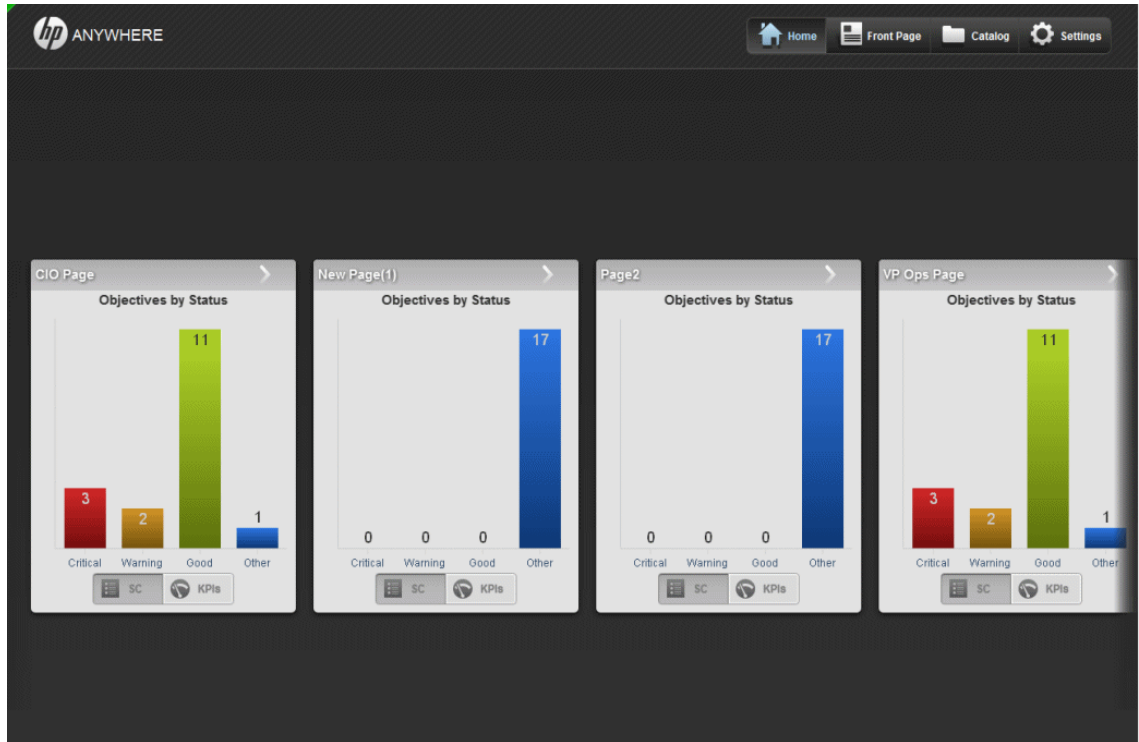 hp ANYWHERE
Home Front Page Catalog Settings
CIO Page
Objectives by Status
3 2 11 1
Critical Warning Good Other
SC KPIs
New Page(1)
Objectives by Status
0 0 0 17
Critical Warning Good Other
SC KPIs
Page2
Objectives by Status
0 0 0 17
Critical Warning Good Other
SC KPIs
VP Ops Page
Objectives by Status
3 2 11 1
Critical Warning Good Other
SC KPIs